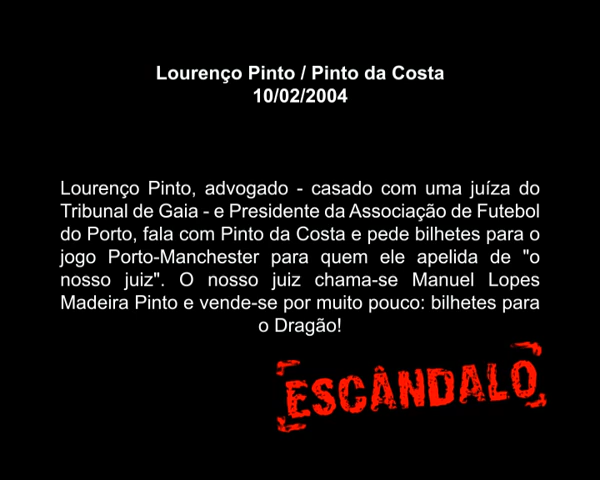 Lourenço Pinto / Pinto da Costa
10/02/2004
Lourenço Pinto, advogado - casado com uma juíza do
Tribunal de Gaia - e Presidente da Associação de Futebol
do Porto, fala com Pinto da Costa e pede bilhetes para o
jogo Porto-Manchester para quem ele apelida de "o
nosso juiz". O nosso juiz chama-se Manuel Lopes
Madeira Pinto e vende-se por muito pouco: bilhetes para
o Dragão!
ESCÂNDALO